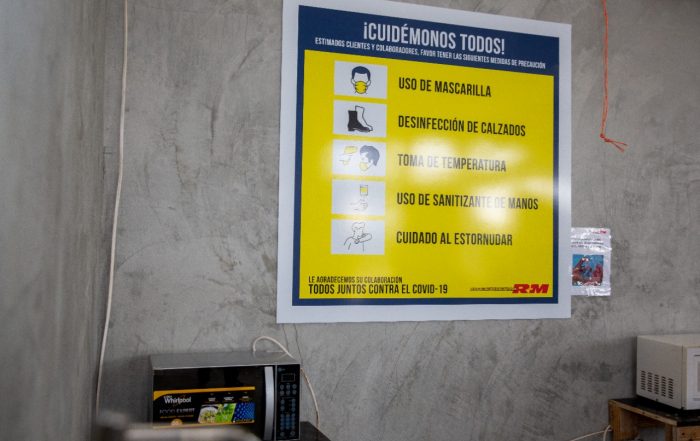 ¡CUIDÉMONOS TODOS!
ESTIMADOS CLIENTES Y COLABORADORES, FAVOR TENER LAS SIGUIENTES MEDIDAS DE PRECAUCIÓN
USO DE MASCARILLA
DESINFECCIÓN DE CALZADOS
TOMA DE TEMPERATURA
USO DE SANITIZANTE DE MANOS
CUIDADO AL ESTORNUDAR
LE AGRADECEMOS SU COLABORACIÓN
TODOS JUNTOS CONTRA EL COVID-19
RM
Whirlpool